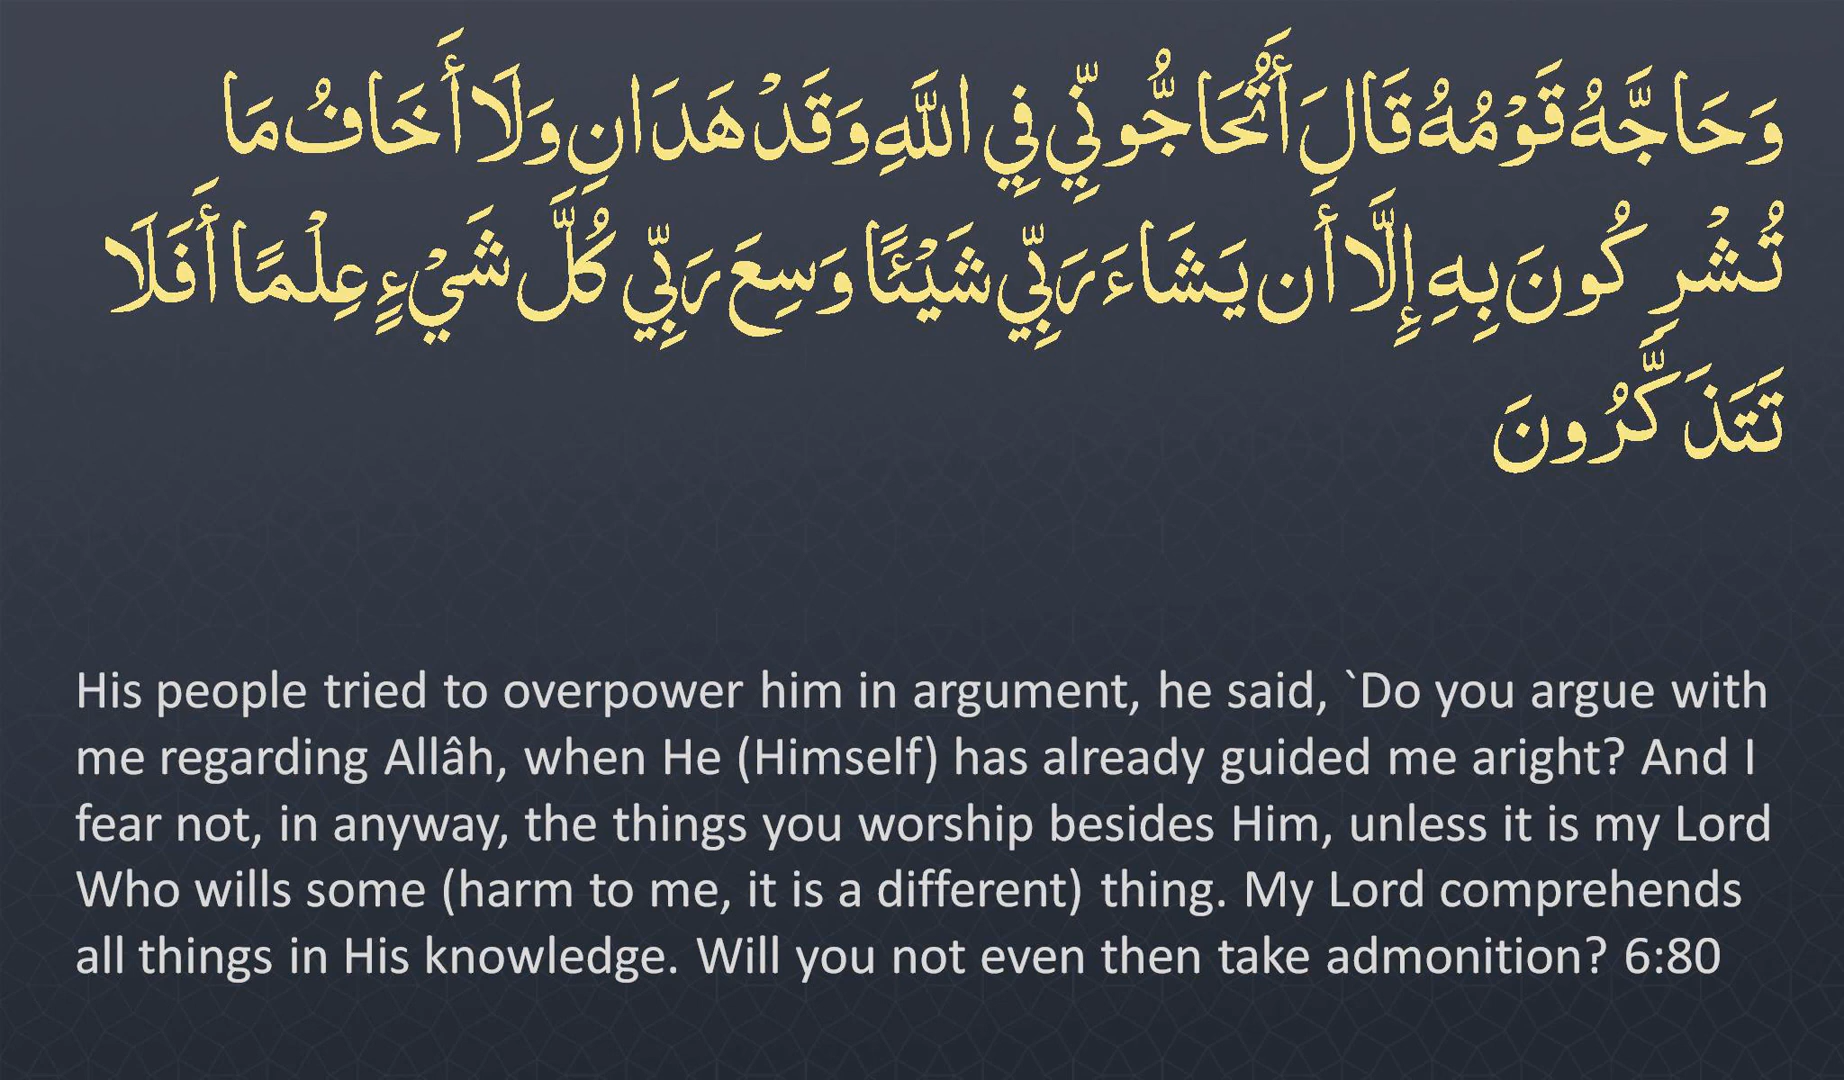 وَحَاجَّهُ قَوْمُهُ قَالَ أَتُحَاجُّونِّي فِي اللَّهِ وَقَدْ هَدَانِ وَلَا أَخَافُ مَا
تُشْرِكُونَ بِهِ إِلَّا أَن يَشَاءَ رَبِّي شَيْئًا وَسِعَ رَبِّي كُلَّ شَيْءٍ عِلْمًا أَفَلَا
تَتَذَكَّرُونَ
His people tried to overpower him in argument, he said, `Do you argue with
me regarding Allâh, when He (Himself) has already guided me aright? And I
fear not, in anyway, the things you worship besides Him, unless it is my Lord
Who wills some (harm to me, it is a different) thing. My Lord comprehends
all things in His knowledge. Will you not even then take admonition? 6:80